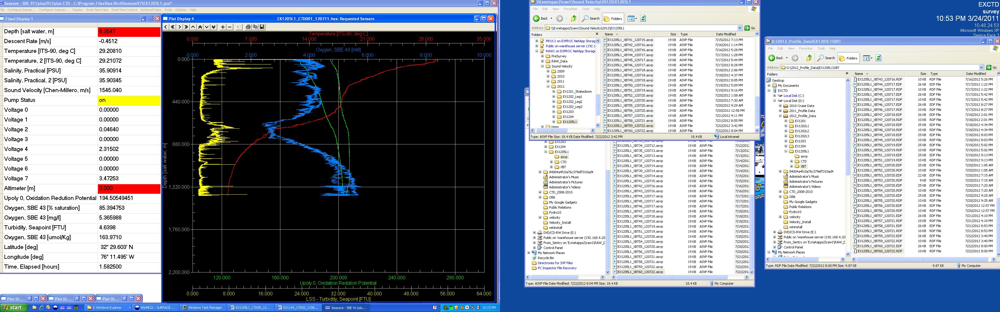 Seasave - SBE 911plus/917plus CTD - C:\Program Files\Sea-Bird\SeasaveV7\EX1205L1.psa*
File Configure Inputs... Configure Outputs... Display Real-Time Data Real-Time Control Archived Data Tools Seasave Help
Fixed Display 1
Depth [salt water, m] 8.3541
Descent Rate [m/s] -0.4512
Temperature [ITS-90, deg C] 29.20810
Temperature, 2 [ITS-90, deg C] 29.21072
Salinity, Practical [PSU] 35.90914
Salinity, Practical, 2 [PSU] 35.90345
Sound Velocity [Chen-Millero, m/s] 1545.040
Pump Status on
Voltage 0 0.00000
Voltage 1 0.00000
Voltage 2 0.04640
Voltage 3 0.00000
Voltage 4 2.31502
Voltage 5 0.00000
Voltage 6 0.00000
Voltage 7 3.47253
Altimeter [m] 0.000
Upoly 0, Oxidation Redution Potential 194.50549451
Oxygen, SBE 43 [% saturation] 85.394753
Oxygen, SBE 43 [mg/l] 5.365988
Turbidity, Seapoint [FTU] 4.6398
Oxygen, SBE 43 [umol/Kg] 163.9710
Latitude [deg] 32° 29.603' N
Longitude [deg] 76° 11.495' W
Time, Elapsed [hours] 1.582500
Plot Di... Plot Di... Plot Di...
Plot Display 4 EX1205L1_CTD001_120711.hex: Requested Sensors
Temperature [ITS-90, deg C]
0.000 7.000 14.000 21.000 28.000 35.000
Oxygen, SBE 43 [ml/l]
0.000 2.000 4.000 6.000 8.000 10.000
0.000
440.000
880.000
1,320.000
1,760.000
2,200.000
Depth [salt water, m]
120.000 160.000 200.000 240.000 280.000
Upoly 0, Oxidation Redution Potential
0.000 8.000 16.000 24.000 32.000 40.000 48.000 56.000 64.000
LSS - Turbidity, Seapoint [FTU]
start 5 Windows Explorer WinMK21 - SURFACE ... Windows Task Manager EX1205L1_CTD00_12... EX1104_CTD02_1108... Seasave - SBE 911plu... 10:15 PM
\\Exnetapps2\raw1\Sound Velocity\2012\EX1205L1
File Edit View Favorites Tools Help
Back Search Folders
Address \\Exnetapps2\raw1\Sound Velocity\2012\EX1205L1 Go
Folders
PROC1 on EXPROC NetApp Storag
Public on warehouse server (192.1
RAW1 on EXPROC NetApp Storage
PreSurvey
RAW_Data
Sound Velocity
2009
2010
2011
2012
EX1201_Shakedown
EX1202_Leg1
EX1202_Leg2
EX1202_Leg3
EX1203
EX1204
EX1205L1
temp
Name Size Type Date Modified
EX1205L1_XBT41_120715.asvp 19 KB ASVP File 7/15/2012 7:13 PM
EX1205L1_XBT42_120716.asvp 19 KB ASVP File 7/16/2012 1:14 PM
EX1205L1_XBT43_120716.asvp 19 KB ASVP File 7/16/2012 5:28 PM
EX1205L1_XBT44_120717.asvp 19 KB ASVP File 7/17/2012 1:28 PM
EX1205L1_XBT45_120717.asvp 19 KB ASVP File 7/17/2012 5:44 PM
EX1205L1_XBT46_120717.asvp 19 KB ASVP File 7/17/2012 8:28 PM
EX1205L1_XBT47_120718.asvp 19 KB ASVP File 7/18/2012 2:06 PM
EX1205L1_XBT48_120718.asvp 19 KB ASVP File 7/18/2012 4:37 PM
EX1205L1_XBT49_120718.asvp 19 KB ASVP File 7/18/2012 8:05 PM
EX1205L1_XBT50_120719.asvp 19 KB ASVP File 7/19/2012 5:09 PM
EX1205L1_XBT51_120719.asvp 19 KB ASVP File 7/19/2012 9:16 PM
EX1205L1_XBT52_120720.asvp 19 KB ASVP File 7/20/2012 1:08 AM
EX1205L1_XBT54_120720.asvp 19 KB ASVP File 7/20/2012 7:30 AM
EX1205L1_XBT55_120720.asvp 19 KB ASVP File 7/20/2012 9:29 AM
EX1205L1_XBT56_120720.asvp 19 KB ASVP File 7/20/2012 12:58 PM
EX1205L1_XBT57_120721.asvp 19 KB ASVP File 7/21/2012 4:11 PM
EX1205L1_XBT58_120721.asvp 19 KB ASVP File 7/21/2012 8:55 PM
EX1205L1_XBT59_120722.asvp 19 KB ASVP File 7/22/2012 3:42 PM
EX1205L1_XBT60_120722.asvp 19 KB ASVP File 7/22/2012 8:04 PM
Type: ASVP File Size: 18.4 KB Date Modified: 7/22/2012 3:42 PM 18.4 KB Local intranet
EX1203
EX1204
EX1205L1
asvp
CTD
XBT
84004a4fc0a76c379eff310ad4
Administrator's Music
Administrator's Pictures
Administrator's Videos
CTD_2008-2010
i386
My Google Gadgets
Public Relations
Pydro10
velocity
Velocity_Install
wininstall
DVD/CD-RW Drive (E:)
Public on 'warehouse server (192.168.4.20
From_Sentry on 'Exnetapps2\raw1\RAW_D
Control Panel
My Network Places
Recycle Bin
Directories for SVP Files
PC Inspector File Recovery
EX1205L1_XBT34_120712.asvp 19 KB ASVP File 7/12/2012
EX1205L1_XBT35_120713.asvp 19 KB ASVP File 7/13/2012
EX1205L1_XBT36_120713.asvp 19 KB ASVP File 7/13/2012
EX1205L1_XBT37_120714.asvp 19 KB ASVP File 7/14/2012
EX1205L1_XBT38_120714.asvp 19 KB ASVP File 7/14/2012
EX1205L1_XBT39_120714.asvp 19 KB ASVP File 7/14/2012
EX1205L1_XBT40_120714.asvp 19 KB ASVP File 7/15/2012
EX1205L1_XBT41_120715.asvp 19 KB ASVP File 7/15/2012
EX1205L1_XBT42_120716.asvp 19 KB ASVP File 7/16/2012
EX1205L1_XBT43_120716.asvp 19 KB ASVP File 7/16/2012
EX1205L1_XBT44_120717.asvp 19 KB ASVP File 7/17/2012
EX1205L1_XBT45_120717.asvp 19 KB ASVP File 7/17/2012
EX1205L1_XBT46_120717.asvp 19 KB ASVP File 7/17/2012
EX1205L1_XBT47_120718.asvp 19 KB ASVP File 7/18/2012
EX1205L1_XBT48_120718.asvp 19 KB ASVP File 7/18/2012
EX1205L1_XBT49_120718.asvp 19 KB ASVP File 7/18/2012
EX1205L1_XBT50_120719.asvp 19 KB ASVP File 7/19/2012
EX1205L1_XBT51_120719.asvp 19 KB ASVP File 7/19/2012
EX1205L1_XBT52_120720.asvp 19 KB ASVP File 7/20/2012
EX1205L1_XBT54_120720.asvp 19 KB ASVP File 7/20/2012
EX1205L1_XBT55_120720.asvp 19 KB ASVP File 7/20/2012
EX1205L1_XBT56_120720.asvp 19 KB ASVP File 7/20/2012
EX1205L1_XBT57_120721.asvp 19 KB ASVP File 7/21/2012
EX1205L1_XBT58_120721.asvp 19 KB ASVP File 7/21/2012
EX1205L1_XBT59_120722.asvp 19 KB ASVP File 7/22/2012
EX1205L1_XBT60_120722.asvp 19 KB ASVP File 7/22/2012
Type: ASVP File Date Modified: 7/22/2012 8:04 PM Size: 18.4 KB 18.4 KB My Computer
EXCTD
survey
10:53 PM 3/24/2011
10.48.24.53
Microsoft Windows XP
Service Pack 3
D:\2012_Profile_Data\EX1205L1\XBT
File Edit View Favorites Tools Help
Back Search Folders
Address D:\2012_Profile_Data\EX1205L1\XBT Go
Folders
Desktop
My Documents
EXCTD
Local Disk (C:)
Local Disk (D:)
2010 Cruise Data
2011_Profile Data
2012_Profile_Data
EX1201
EX1202L1
EX1202L2
EX1202L3
EX1203
EX1204
EX1205L1
asvp
CTD
XBT
84004a4fc0a76c379eff310ad4
Administrator's Music
Administrator's Pictures
Administrator's Videos
CTD_2008-2010
i386
My Google Gadgets
Public Relations
Pydro10
velocity
Velocity_Install
wininstall
DVD/CD-RW Drive (E:)
Public on 'warehouse server (192.168.4.20
From_Sentry on 'Exnetapps2\raw1\RAW_D
Control Panel
My Network Places
Name Size Type Date Modified
EX1205L1_XBT43_120716.RDF 10 KB RDF File 7/16/2012 5:26 PM
EX1205L1_XBT44_120717.EDF 26 KB EDF File 7/17/2012 1:22 PM
EX1205L1_XBT44_120717.RDF 10 KB RDF File 7/17/2012 1:22 PM
EX1205L1_XBT45_120717.EDF 26 KB EDF File 7/17/2012 5:42 PM
EX1205L1_XBT45_120717.RDF 10 KB RDF File 7/17/2012 5:42 PM
EX1205L1_XBT46_120717.EDF 26 KB EDF File 7/17/2012 8:27 PM
EX1205L1_XBT46_120717.RDF 10 KB RDF File 7/17/2012 8:27 PM
EX1205L1_XBT47_120718.EDF 26 KB EDF File 7/18/2012 2:01 PM
EX1205L1_XBT47_120718.RDF 10 KB RDF File 7/18/2012 2:01 PM
EX1205L1_XBT48_120718.EDF 25 KB EDF File 7/18/2012 4:34 PM
EX1205L1_XBT48_120718.RDF 10 KB RDF File 7/18/2012 4:34 PM
EX1205L1_XBT49_120718.EDF 25 KB EDF File 7/18/2012 8:03 PM
EX1205L1_XBT49_120718.RDF 10 KB RDF File 7/18/2012 8:03 PM
EX1205L1_XBT50_120719.EDF 25 KB EDF File 7/19/2012 5:02 PM
EX1205L1_XBT50_120719.RDF 10 KB RDF File 7/19/2012 5:02 PM
EX1205L1_XBT51_120719.EDF 25 KB EDF File 7/19/2012 9:13 PM
EX1205L1_XBT51_120719.RDF 10 KB RDF File 7/19/2012 9:13 PM
EX1205L1_XBT52_120720.EDF 25 KB EDF File 7/20/2012 1:05 AM
EX1205L1_XBT52_120720.RDF 10 KB RDF File 7/20/2012 1:05 AM
EX1205L1_XBT53_120720.EDF 22 KB EDF File 7/20/2012 7:15 AM
EX1205L1_XBT53_120720.RDF 9 KB RDF File 7/20/2012 7:15 AM
EX1205L1_XBT54_120720.EDF 25 KB EDF File 7/20/2012 7:20 AM
EX1205L1_XBT54_120720.RDF 10 KB RDF File 7/20/2012 7:20 AM
EX1205L1_XBT55_120720.EDF 25 KB EDF File 7/20/2012 9:25 AM
EX1205L1_XBT55_120720.RDF 10 KB RDF File 7/20/2012 9:25 AM
EX1205L1_XBT56_120720.EDF 25 KB EDF File 7/20/2012 12:57 PM
EX1205L1_XBT56_120720.RDF 10 KB RDF File 7/20/2012 12:57 PM
EX1205L1_XBT57_120721.EDF 26 KB EDF File 7/21/2012 4:10 PM
EX1205L1_XBT57_120721.RDF 10 KB RDF File 7/21/2012 4:10 PM
EX1205L1_XBT58_120721.EDF 26 KB EDF File 7/21/2012 8:53 PM
EX1205L1_XBT58_120721.RDF 10 KB RDF File 7/21/2012 8:53 PM
EX1205L1_XBT59_120722.EDF 26 KB EDF File 7/22/2012 3:40 PM
EX1205L1_XBT59_120722.RDF 10 KB RDF File 7/22/2012 3:40 PM
EX1205L1_XBT60_120722.EDF 26 KB EDF File 7/22/2012 8:00 PM
EX1205L1_XBT60_120722.RDF 10 KB RDF File 7/22/2012 8:00 PM
Type: RDF File Date Modified: 7/22/2012 8:00 PM Size: 9.87 KB 9.87 KB My Computer